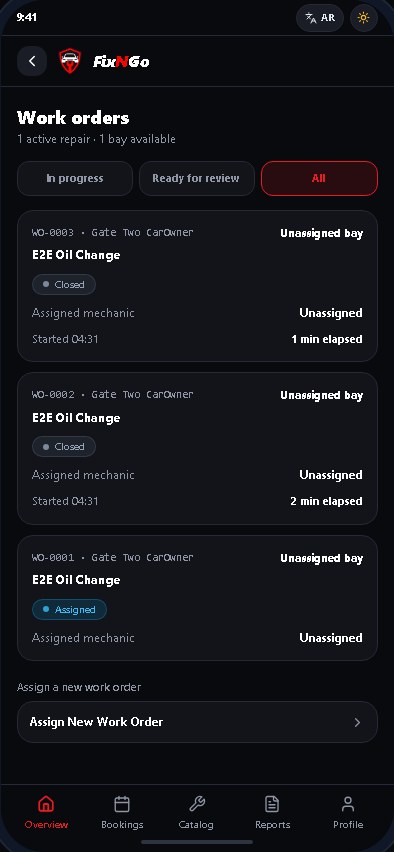 9:41
AR
FixNGo
Work orders
1 active repair · 1 bay available
In progress
Ready for review
All
WO-0003 • Gate Two CarOwner
Unassigned bay
E2E Oil Change
Closed
Assigned mechanic
Unassigned
Started 04:31
1 min elapsed
WO-0002 • Gate Two CarOwner
Unassigned bay
E2E Oil Change
Closed
Assigned mechanic
Unassigned
Started 04:31
2 min elapsed
WO-0001 • Gate Two CarOwner
Unassigned bay
E2E Oil Change
Assigned
Assigned mechanic
Unassigned
Assign a new work order
Assign New Work Order
Overview
Bookings
Catalog
Reports
Profile